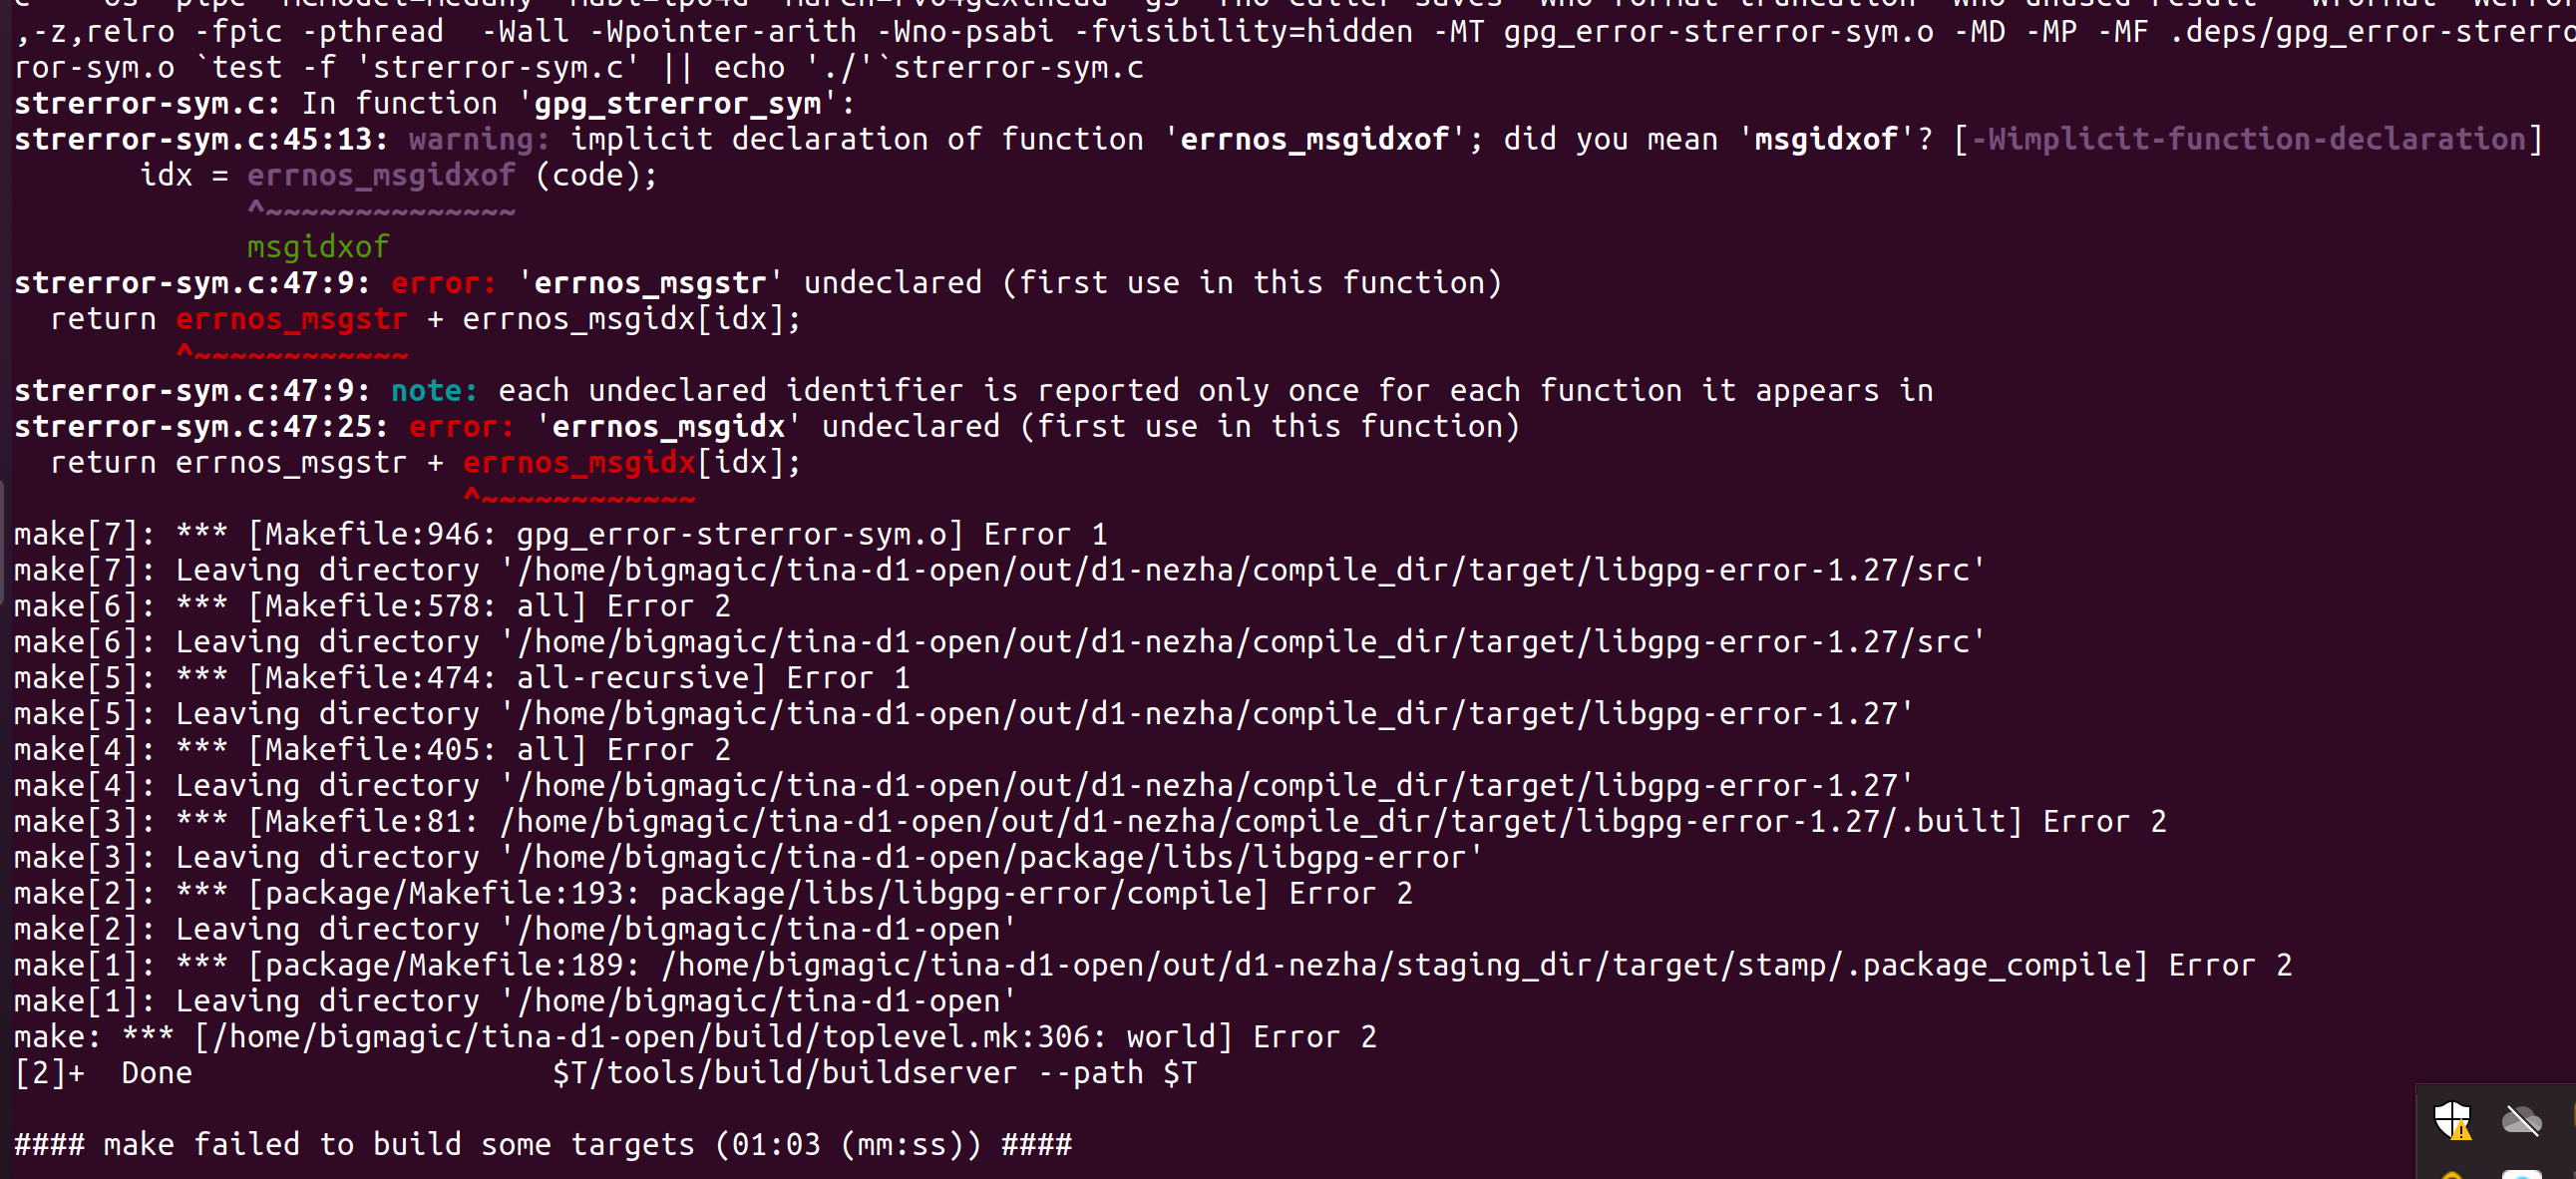 ,-z,relro -fpic -pthread  -Wall -Wpointer-arith -Wno-psabi -fvisibility=hidden -MT gpg_error-strerror-sym.o -MD -MP -MF .deps/gpg_error-strerro
ror-sym.o `test -f 'strerror-sym.c' || echo './'`strerror-sym.c
strerror-sym.c: In function 'gpg_strerror_sym':
strerror-sym.c:45:13: warning: implicit declaration of function 'errnos_msgidxof'; did you mean 'msgidxof'? [-Wimplicit-function-declaration]
       idx = errnos_msgidxof (code);
             ^~~~~~~~~~~~~~~
             msgidxof
strerror-sym.c:47:9: error: 'errnos_msgstr' undeclared (first use in this function)
  return errnos_msgstr + errnos_msgidx[idx];
         ^~~~~~~~~~~~~
strerror-sym.c:47:9: note: each undeclared identifier is reported only once for each function it appears in
strerror-sym.c:47:25: error: 'errnos_msgidx' undeclared (first use in this function)
  return errnos_msgstr + errnos_msgidx[idx];
                         ^~~~~~~~~~~~~
make[7]: *** [Makefile:946: gpg_error-strerror-sym.o] Error 1
make[7]: Leaving directory '/home/bigmagic/tina-d1-open/out/d1-nezha/compile_dir/target/libgpg-error-1.27/src'
make[6]: *** [Makefile:578: all] Error 2
make[6]: Leaving directory '/home/bigmagic/tina-d1-open/out/d1-nezha/compile_dir/target/libgpg-error-1.27/src'
make[5]: *** [Makefile:474: all-recursive] Error 1
make[5]: Leaving directory '/home/bigmagic/tina-d1-open/out/d1-nezha/compile_dir/target/libgpg-error-1.27'
make[4]: *** [Makefile:405: all] Error 2
make[4]: Leaving directory '/home/bigmagic/tina-d1-open/out/d1-nezha/compile_dir/target/libgpg-error-1.27'
make[3]: *** [Makefile:81: /home/bigmagic/tina-d1-open/out/d1-nezha/compile_dir/target/libgpg-error-1.27/.built] Error 2
make[3]: Leaving directory '/home/bigmagic/tina-d1-open/package/libs/libgpg-error'
make[2]: *** [package/Makefile:193: package/libs/libgpg-error/compile] Error 2
make[2]: Leaving directory '/home/bigmagic/tina-d1-open'
make[1]: *** [package/Makefile:189: /home/bigmagic/tina-d1-open/out/d1-nezha/staging_dir/target/stamp/.package_compile] Error 2
make[1]: Leaving directory '/home/bigmagic/tina-d1-open'
make: *** [/home/bigmagic/tina-d1-open/build/toplevel.mk:306: world] Error 2
[2]+  Done                    $T/tools/build/buildserver --path $T
#### make failed to build some targets (01:03 (mm:ss)) ####